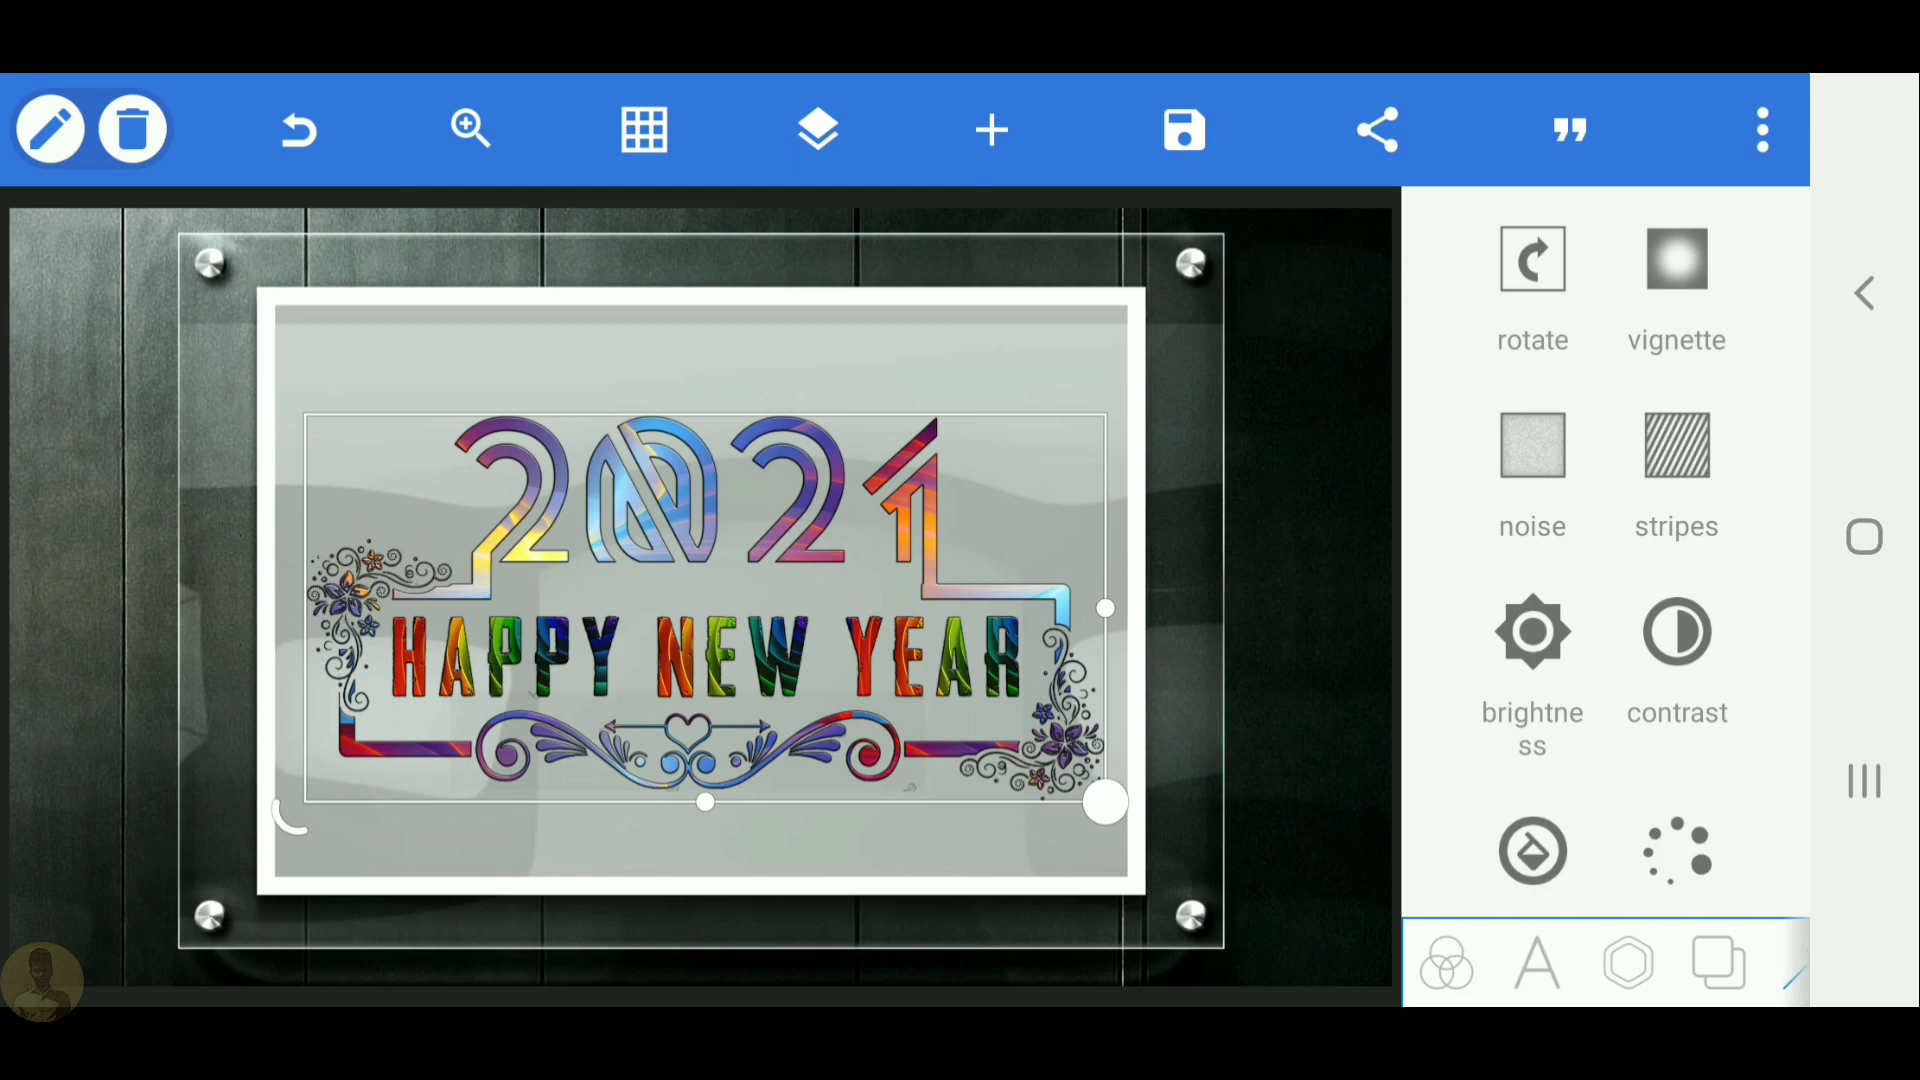 rotate
vignette
noise
stripes
brightne
ss
contrast
2021
HAPPY NEW YEAR